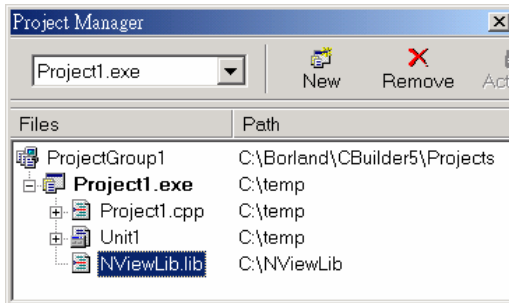 Project Manager
Project1.exe
New Remove
Files Path
ProjectGroup1 C:\Borland\CBuilder5\Projects
Project1.exe C:\temp
Project1.cpp C:\temp
Unit1 C:\temp
NViewLib.lib C:\NViewLib